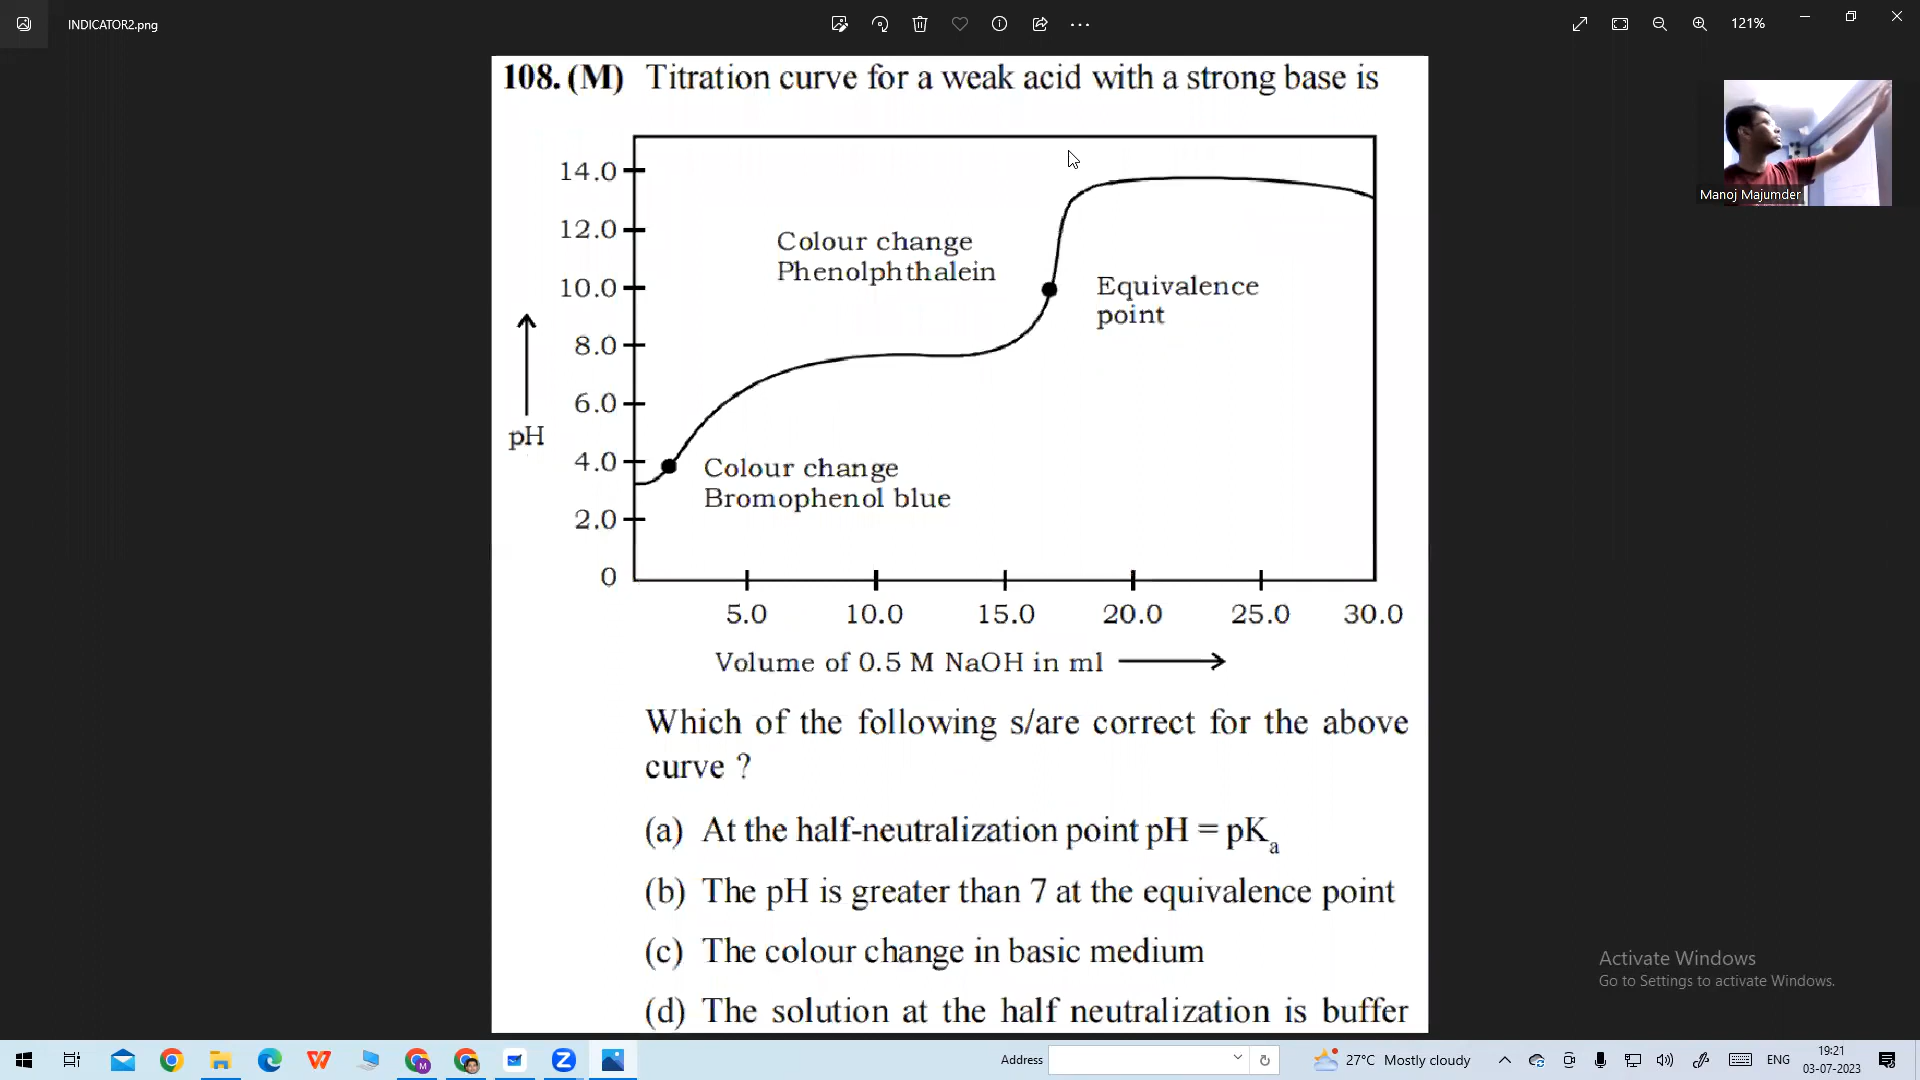 INDICATOR2.png
121%
108. (M) Titration curve for a weak acid with a strong base is
14.0
12.0
10.0
8.0
6.0
4.0
2.0
0
pH
Colour change
Phenolphthalein
Equivalence
point
Colour change
Bromophenol blue
5.0 10.0 15.0 20.0 25.0 30.0
Volume of 0.5 M NaOH in ml
Which of the following s/are correct for the above
curve ?
(a) At the half-neutralization point pH = pKa
(b) The pH is greater than 7 at the equivalence point
(c) The colour change in basic medium
(d) The solution at the half neutralization is buffer
Manoj Majumder
Activate Windows
Go to Settings to activate Windows.
Address
27°C Mostly cloudy
ENG
19:21
03-07-2023